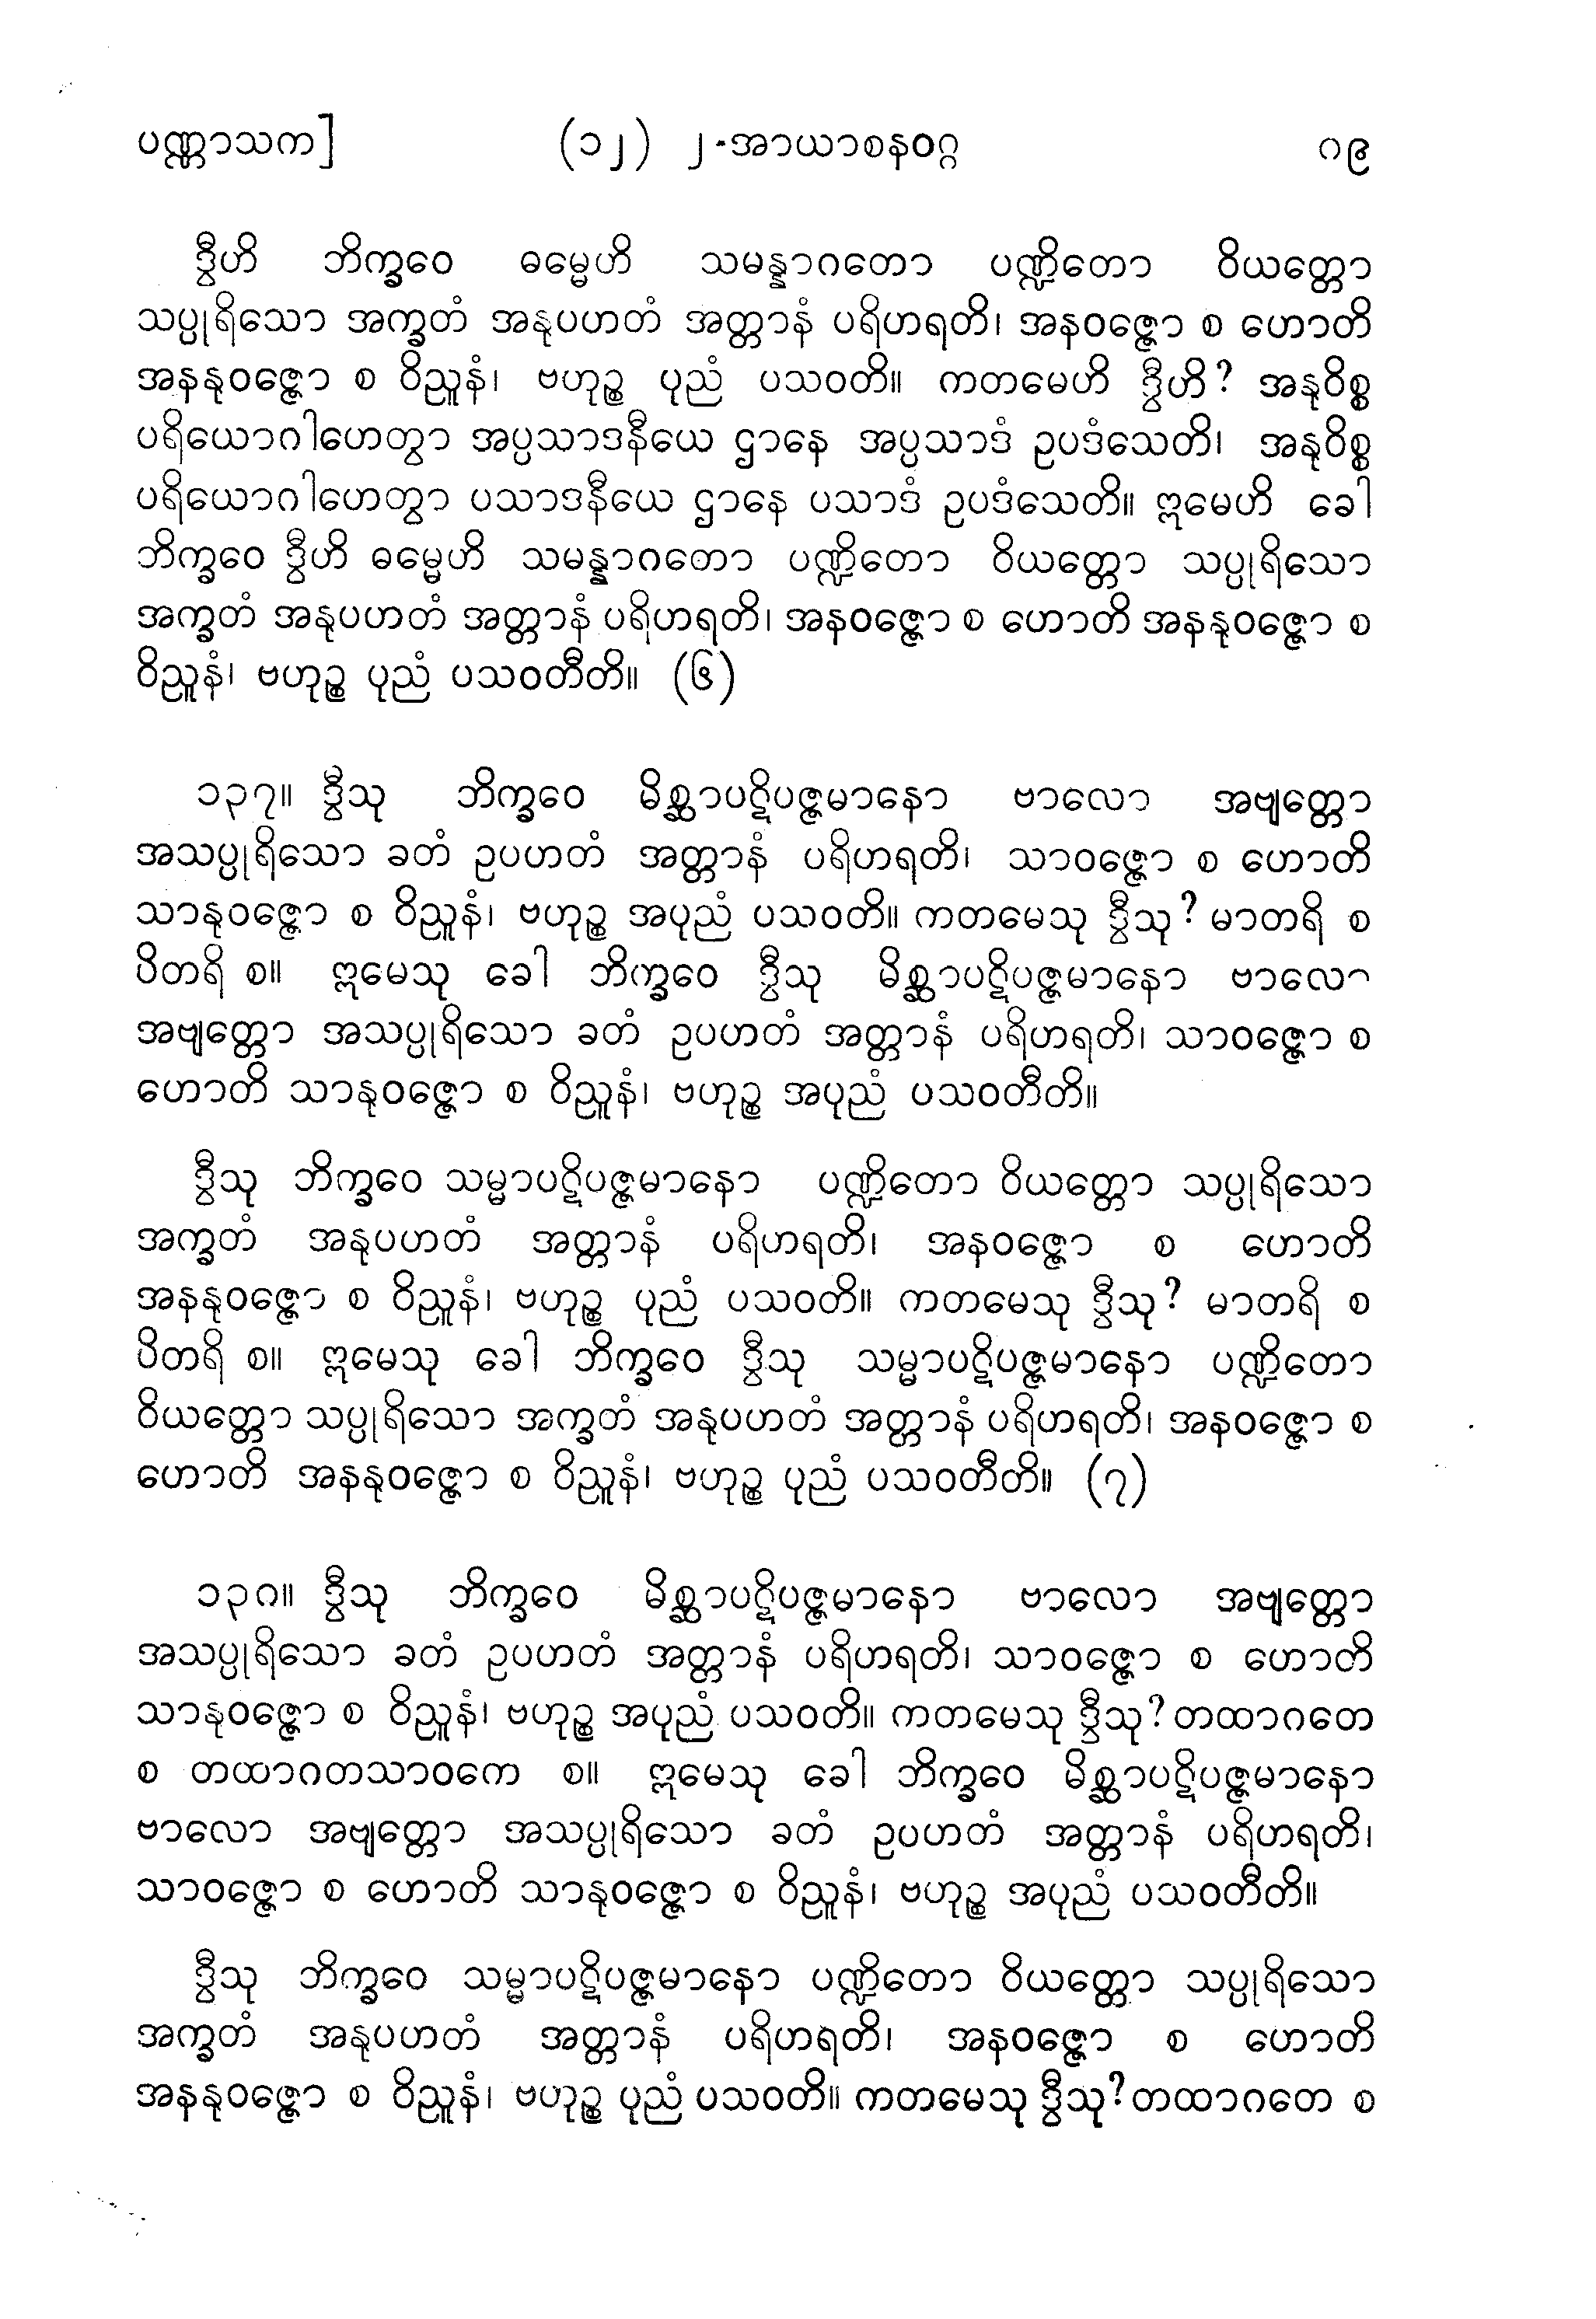 ပဏ္ဏာသက] (၁၂) ၂-အာယာစနဝဂ္ဂ ၈၉
ဒွီဟိ ဘိက္ခဝေ ဓမ္မေဟိ သမန္နာဂတော ပဏ္ဍိတော ဝိယတ္တော
သပ္ပုရိသော အက္ခတံ အနုပဟတံ အတ္တာနံ ပရိဟရတိ၊ အနဝဇ္ဇော စ ဟောတိ
အနနုဝဇ္ဇော စ ဝိညူနံ၊ ဗဟုဉ္စ ပုညံ ပသဝတိ။ ကတမေဟိ ဒွီဟိ? အနုဝိစ္စ
ပရိယောဂါဟေတွာ အပ္ပသာဒနီယေ ဌာနေ အပ္ပသာဒံ ဥပဒံသေတိ၊ အနုဝိစ္စ
ပရိယောဂါဟေတွာ ပသာဒနီယေ ဌာနေ ပသာဒံ ဥပဒံသေတိ။ ဣမေဟိ ခေါ
ဘိက္ခဝေ ဒွီဟိ ဓမ္မေဟိ သမန္နာဂတော ပဏ္ဍိတော ဝိယတ္တော သပ္ပုရိသော
အက္ခတံ အနုပဟတံ အတ္တာနံ ပရိဟရတိ၊ အနဝဇ္ဇော စ ဟောတိ အနနုဝဇ္ဇော စ
ဝိညူနံ၊ ဗဟုဉ္စ ပုညံ ပသဝတီတိ။ (၆)
၁၃၇။ ဒွီသု ဘိက္ခဝေ မိစ္ဆာပဋိပဇ္ဇမာနော ဗာလော အဗျတ္တော
အသပ္ပုရိသော ခတံ ဥပဟတံ အတ္တာနံ ပရိဟရတိ၊ သာဝဇ္ဇော စ ဟောတိ
သာနုဝဇ္ဇော စ ဝိညူနံ၊ ဗဟုဉ္စ အပုညံ ပသဝတိ။ ကတမေသု ဒွီသု? မာတရိ စ
ပိတရိ စ။ ဣမေသု ခေါ ဘိက္ခဝေ ဒွီသု မိစ္ဆာပဋိပဇ္ဇမာနော ဗာလော
အဗျတ္တော အသပ္ပုရိသော ခတံ ဥပဟတံ အတ္တာနံ ပရိဟရတိ၊ သာဝဇ္ဇော စ
ဟောတိ သာနုဝဇ္ဇော စ ဝိညူနံ၊ ဗဟုဉ္စ အပုညံ ပသဝတီတိ။
ဒွီသု ဘိက္ခဝေ သမ္မာပဋိပဇ္ဇမာနော ပဏ္ဍိတော ဝိယတ္တော သပ္ပုရိသော
အက္ခတံ အနုပဟတံ အတ္တာနံ ပရိဟရတိ၊ အနဝဇ္ဇော စ ဟောတိ
အနနုဝဇ္ဇော စ ဝိညူနံ၊ ဗဟုဉ္စ ပုညံ ပသဝတိ။ ကတမေသု ဒွီသု? မာတရိ စ
ပိတရိ စ။ ဣမေသု ခေါ ဘိက္ခဝေ ဒွီသု သမ္မာပဋိပဇ္ဇမာနော ပဏ္ဍိတော
ဝိယတ္တော သပ္ပုရိသော အက္ခတံ အနုပဟတံ အတ္တာနံ ပရိဟရတိ၊ အနဝဇ္ဇော စ
ဟောတိ အနနုဝဇ္ဇော စ ဝိညူနံ၊ ဗဟုဉ္စ ပုညံ ပသဝတီတိ။ (၇)
၁၃၈။ ဒွီသု ဘိက္ခဝေ မိစ္ဆာပဋိပဇ္ဇမာနော ဗာလော အဗျတ္တော
အသပ္ပုရိသော ခတံ ဥပဟတံ အတ္တာနံ ပရိဟရတိ၊ သာဝဇ္ဇော စ ဟောတိ
သာနုဝဇ္ဇော စ ဝိညူနံ၊ ဗဟုဉ္စ အပုညံ ပသဝတိ။ ကတမေသု ဒွီသု? တထာဂတေ
စ တထာဂတသာဝကေ စ။ ဣမေသု ခေါ ဘိက္ခဝေ မိစ္ဆာပဋိပဇ္ဇမာနော
ဗာလော အဗျတ္တော အသပ္ပုရိသော ခတံ ဥပဟတံ အတ္တာနံ ပရိဟရတိ၊
သာဝဇ္ဇော စ ဟောတိ သာနုဝဇ္ဇော စ ဝိညူနံ၊ ဗဟုဉ္စ အပုညံ ပသဝတီတိ။
ဒွီသု ဘိက္ခဝေ သမ္မာပဋိပဇ္ဇမာနော ပဏ္ဍိတော ဝိယတ္တော သပ္ပုရိသော
အက္ခတံ အနုပဟတံ အတ္တာနံ ပရိဟရတိ၊ အနဝဇ္ဇော စ ဟောတိ
အနနုဝဇ္ဇော စ ဝိညူနံ၊ ဗဟုဉ္စ ပုညံ ပသဝတိ။ ကတမေသု ဒွီသု? တထာဂတေ စ